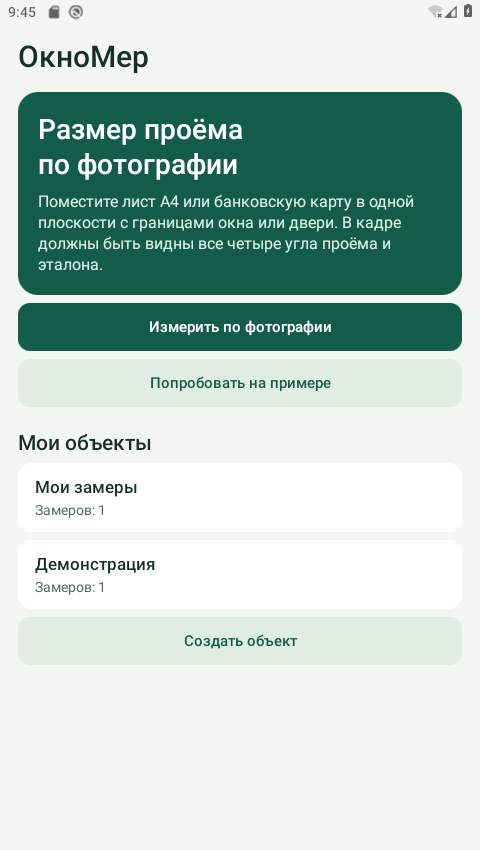 9:45
ОкноМер
Размер проёма
по фотографии
Поместите лист А4 или банковскую карту в одной
плоскости с границами окна или двери. В кадре
должны быть видны все четыре угла проёма и
эталона.
Измерить по фотографии
Попробовать на примере
Мои объекты
Мои замеры
Замеров: 1
Демонстрация
Замеров: 1
Создать объект